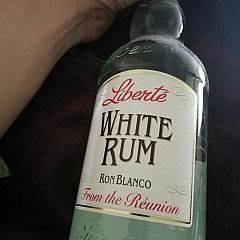 Liberté
WHITE
RUM
RON BLANCO
From the Réunion